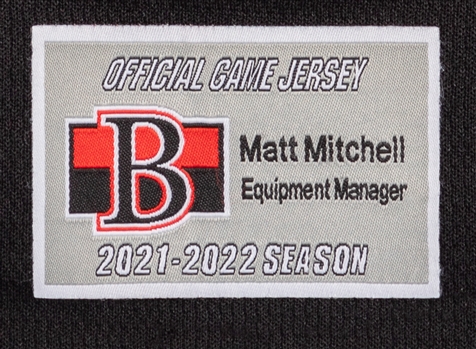 OFFICIAL GAME JERSEY
B
Matt Mitchell
Equipment Manager
2021-2022 SEASON